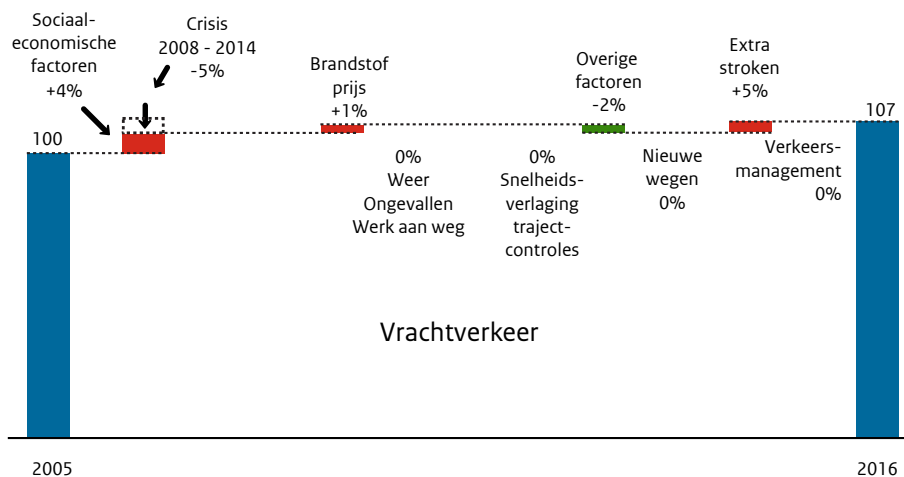 Sociaal-
economische
factoren
+4%
Crisis
2008 - 2014
-5%
Brandstof
prijs
+1%
Overige
factoren
-2%
Extra
stroken
+5%
100
107
0%
Weer
Ongevallen
Werk aan weg
0%
Snelheids-
verlaging
traject-
controles
Nieuwe
wegen
0%
Verkeers-
management
0%
Vrachtverkeer
2005
2016